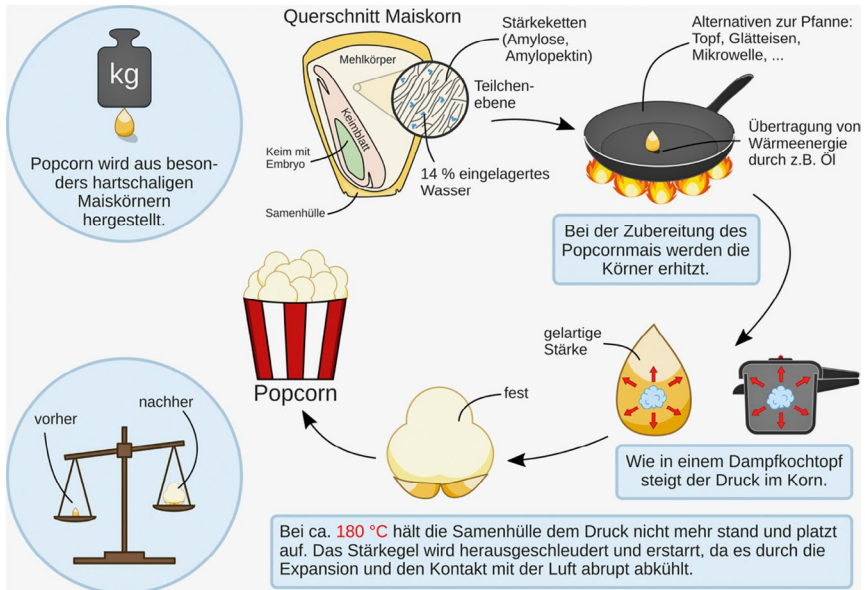 kg
Popcorn wird aus beson-
ders hartschaligen
Maiskörnern
hergestellt.
Querschnitt Maiskorn
Mehlkörper
Keimblatt
Keim mit
Embryo
Samenhülle
Stärkeketten
(Amylose,
Amylopektin)
Teilchen-
ebene
14 % eingelagertes
Wasser
Alternativen zur Pfanne:
Topf, Glätteisen,
Mikrowelle, ...
Übertragung von
Wärmeenergie
durch z.B. Öl
Bei der Zubereitung des
Popcornmais werden die
Körner erhitzt.
gelartige
Stärke
Wie in einem Dampfkochtopf
steigt der Druck im Korn.
fest
Popcorn
vorher
nachher
Bei ca. 180 °C hält die Samenhülle dem Druck nicht mehr stand und platzt
auf. Das Stärkegel wird herausgeschleudert und erstarrt, da es durch die
Expansion und den Kontakt mit der Luft abrupt abkühlt.